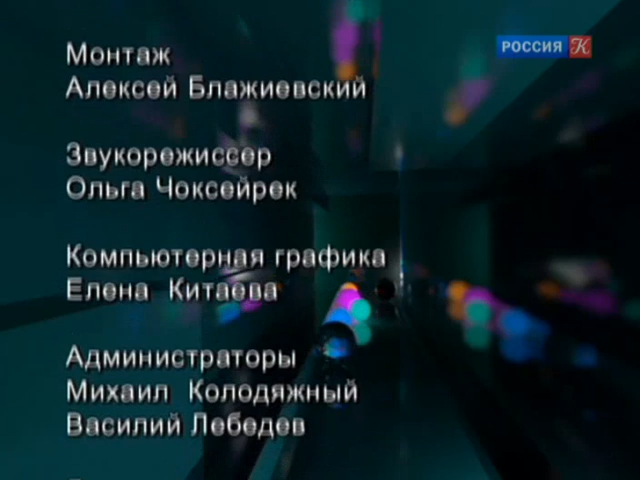 Монтаж
РОССИЯ К
Алексей Блажиевский
Звукорежиссер
Ольга Чоксейрек
Компьютерная графика
Елена Китаева
Администраторы
Михаил Колодяжный
Василий Лебедев